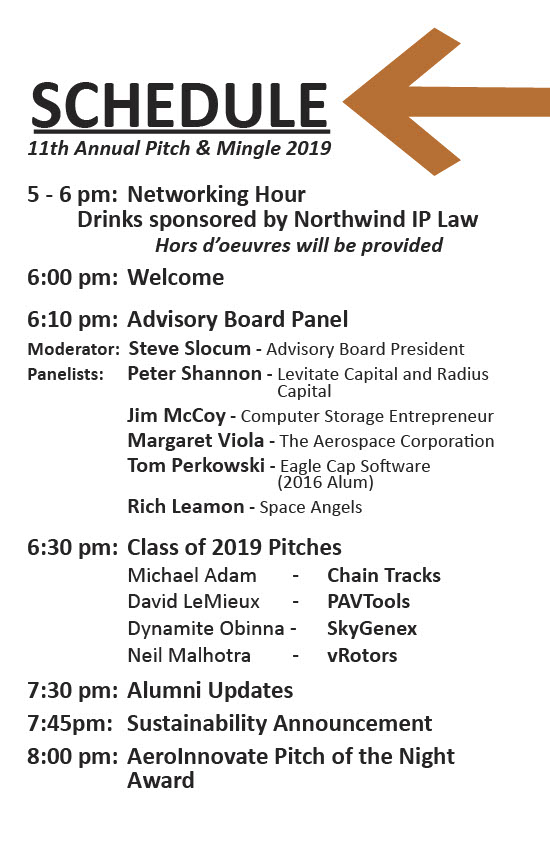 SCHEDULE
11th Annual Pitch & Mingle 2019
5 - 6 pm: Networking Hour
Drinks sponsored by Northwind IP Law
Hors d’oeuvres will be provided
6:00 pm: Welcome
6:10 pm: Advisory Board Panel
Moderator: Steve Slocum - Advisory Board President
Panelists: Peter Shannon - Levitate Capital and Radius
Capital
Jim McCoy - Computer Storage Entrepreneur
Margaret Viola - The Aerospace Corporation
Tom Perkowski - Eagle Cap Software
(2016 Alum)
Rich Leamon - Space Angels
6:30 pm: Class of 2019 Pitches
Michael Adam - Chain Tracks
David LeMieux - PAVTools
Dynamite Obinna - SkyGenex
Neil Malhotra - vRotors
7:30 pm: Alumni Updates
7:45pm: Sustainability Announcement
8:00 pm: AeroInnovate Pitch of the Night
Award